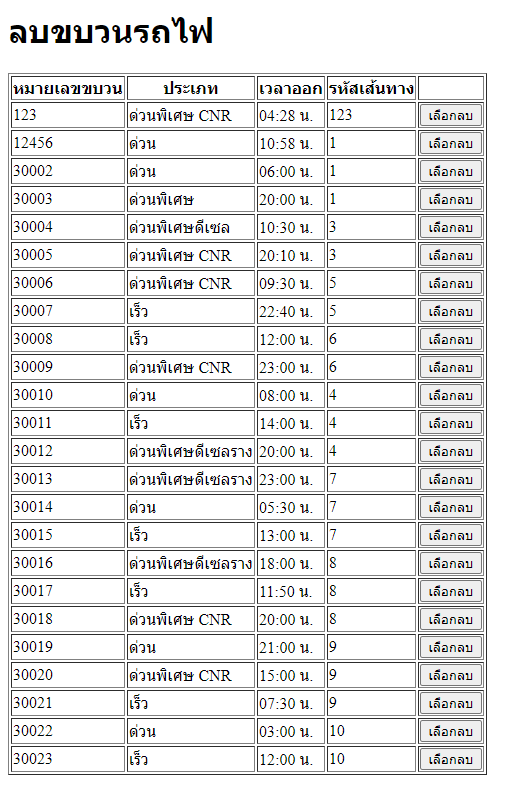 ลบขบวนรถไฟ
หมายเลขขบวน ประเภท เวลาออก รหัสเส้นทาง
123 ด่วนพิเศษ CNR 04:28 น. 123 เลือกลบ
12456 ด่วน 10:58 น. 1 เลือกลบ
30002 ด่วน 06:00 น. 1 เลือกลบ
30003 ด่วนพิเศษ 20:00 น. 1 เลือกลบ
30004 ด่วนพิเศษดีเซล 10:30 น. 3 เลือกลบ
30005 ด่วนพิเศษ CNR 20:10 น. 3 เลือกลบ
30006 ด่วนพิเศษ CNR 09:30 น. 5 เลือกลบ
30007 เร็ว 22:40 น. 5 เลือกลบ
30008 เร็ว 12:00 น. 6 เลือกลบ
30009 ด่วนพิเศษ CNR 23:00 น. 6 เลือกลบ
30010 ด่วน 08:00 น. 4 เลือกลบ
30011 เร็ว 14:00 น. 4 เลือกลบ
30012 ด่วนพิเศษดีเซลราง 20:00 น. 4 เลือกลบ
30013 ด่วนพิเศษดีเซลราง 23:00 น. 7 เลือกลบ
30014 ด่วน 05:30 น. 7 เลือกลบ
30015 เร็ว 13:00 น. 7 เลือกลบ
30016 ด่วนพิเศษดีเซลราง 18:00 น. 8 เลือกลบ
30017 เร็ว 11:50 น. 8 เลือกลบ
30018 ด่วนพิเศษ CNR 20:00 น. 8 เลือกลบ
30019 ด่วน 21:00 น. 9 เลือกลบ
30020 ด่วนพิเศษ CNR 15:00 น. 9 เลือกลบ
30021 เร็ว 07:30 น. 9 เลือกลบ
30022 ด่วน 03:00 น. 10 เลือกลบ
30023 เร็ว 12:00 น. 10 เลือกลบ